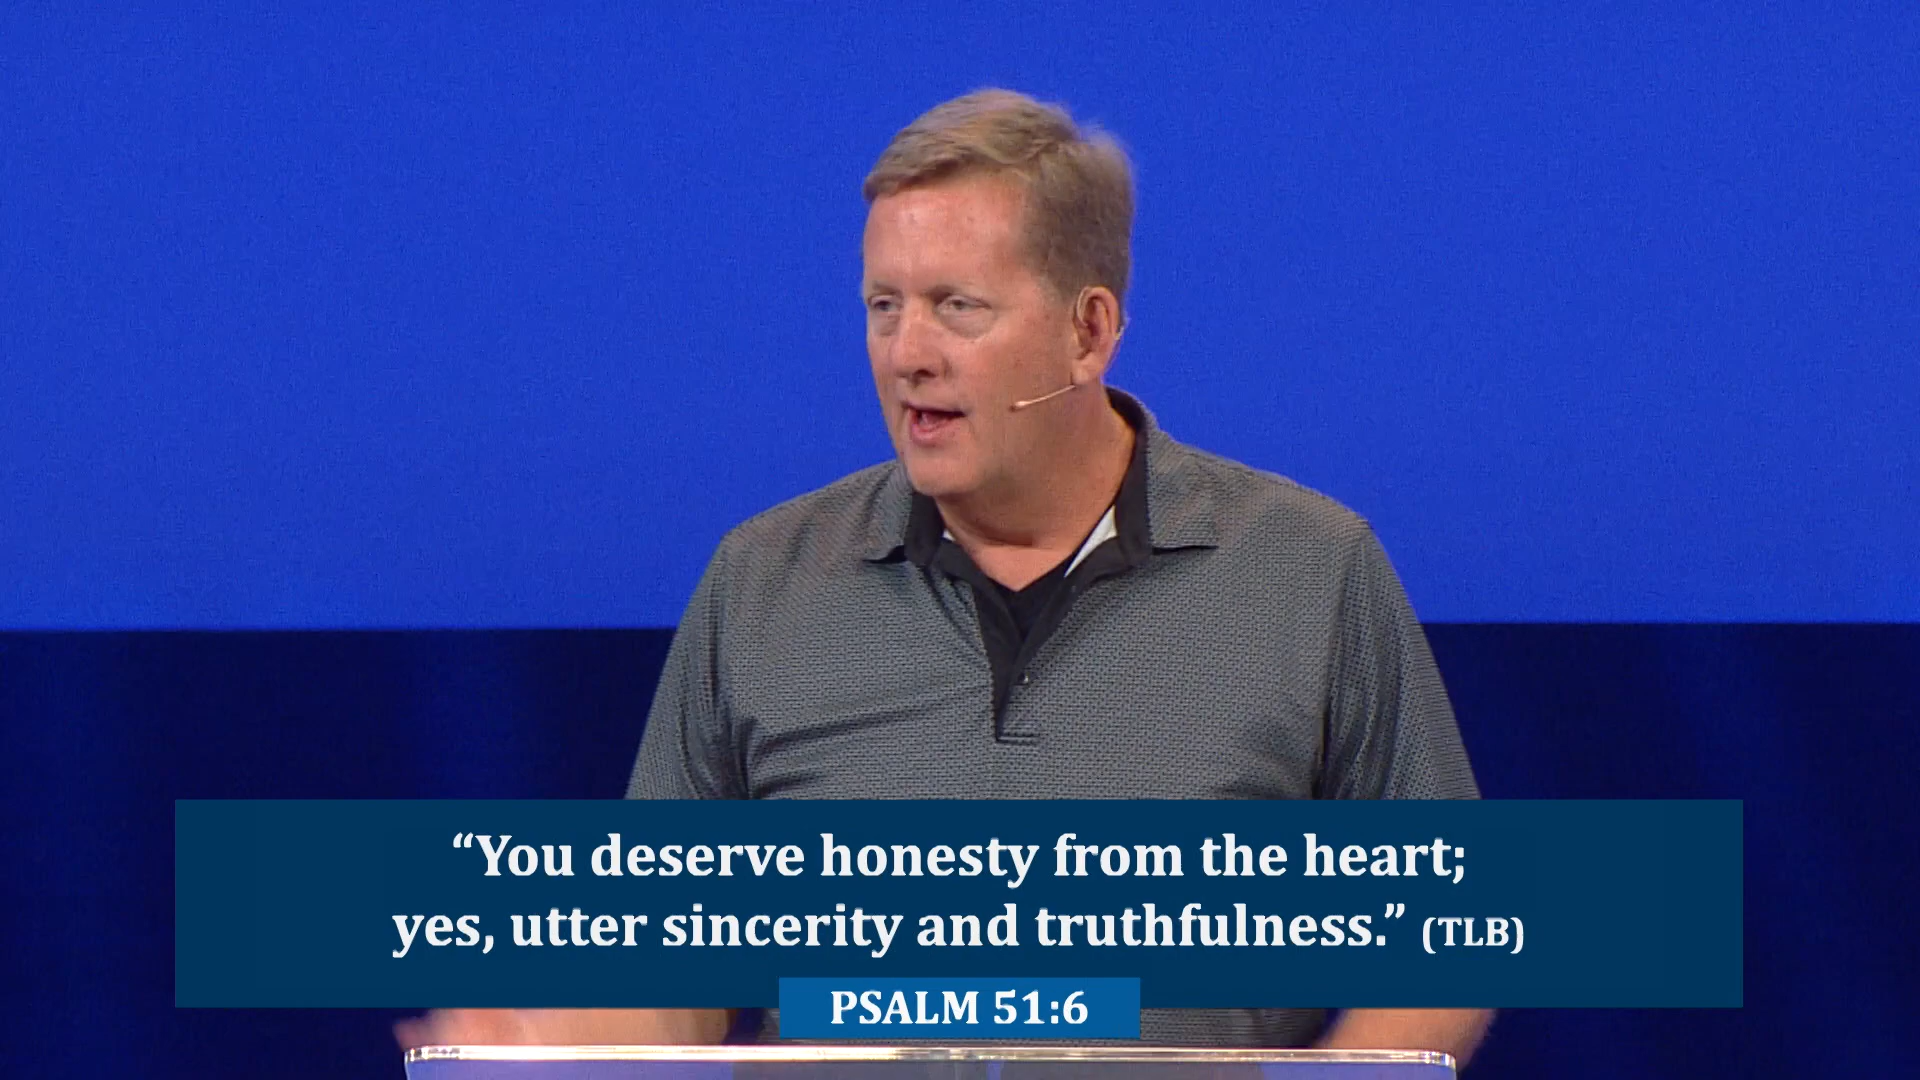 “You deserve honesty from the heart;
yes, utter sincerity and truthfulness.” (TLB)
PSALM 51:6